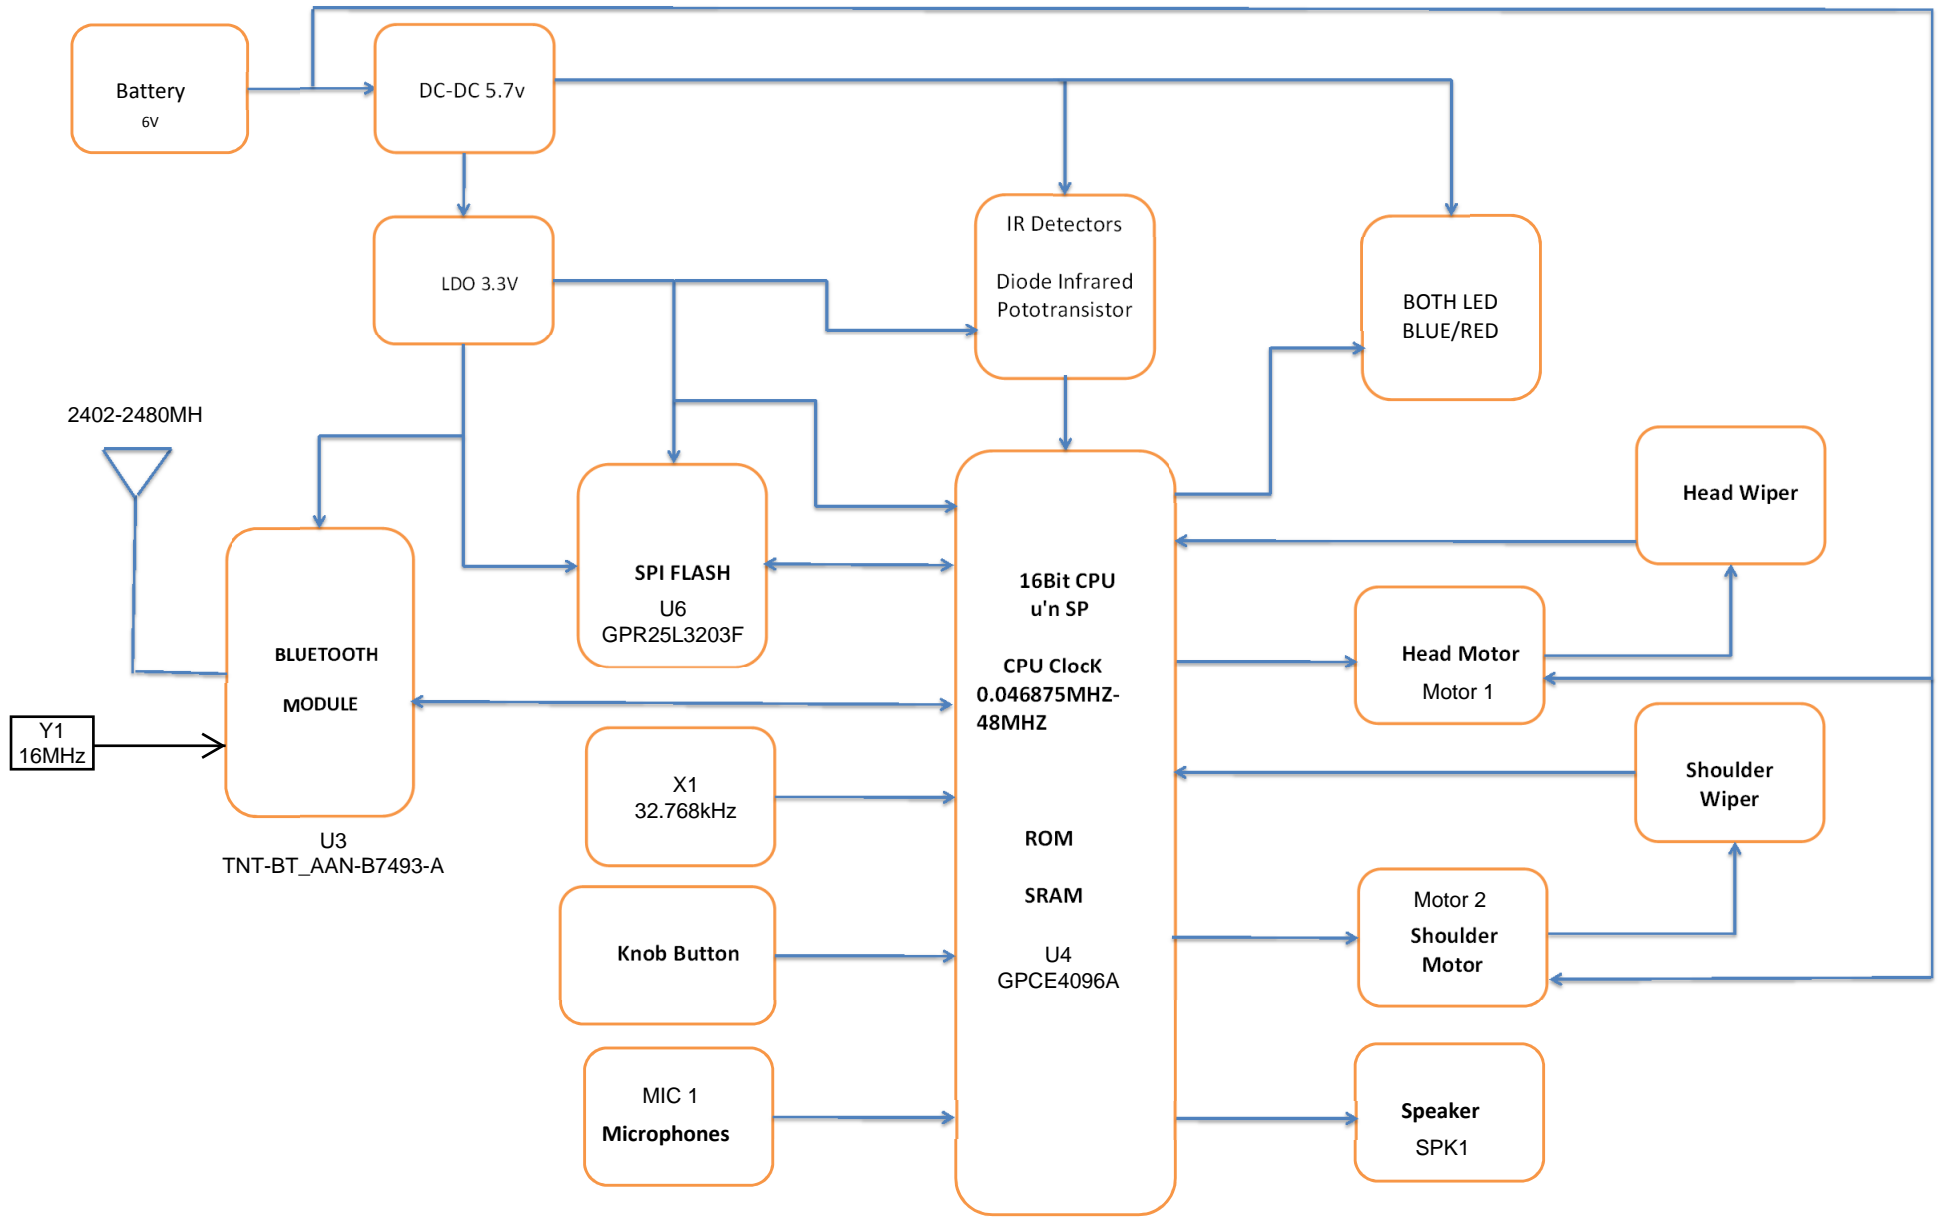 Battery
6V
DC-DC 5.7v
LDO 3.3V
IR Detectors
Diode Infrared
Pototransistor
BOTH LED
BLUE/RED
2402-2480MH
Head Wiper
SPI FLASH
U6
GPR25L3203F
16Bit CPU
u'n SP
CPU ClocK
0.046875MHZ-
48MHZ
ROM
SRAM
U4
GPCE4096A
BLUETOOTH
MODULE
U3
TNT-BT_AAN-B7493-A
Y1
16MHz
Head Motor
Motor 1
X1
32.768kHz
Shoulder
Wiper
Knob Button
Motor 2
Shoulder
Motor
MIC 1
Microphones
Speaker
SPK1